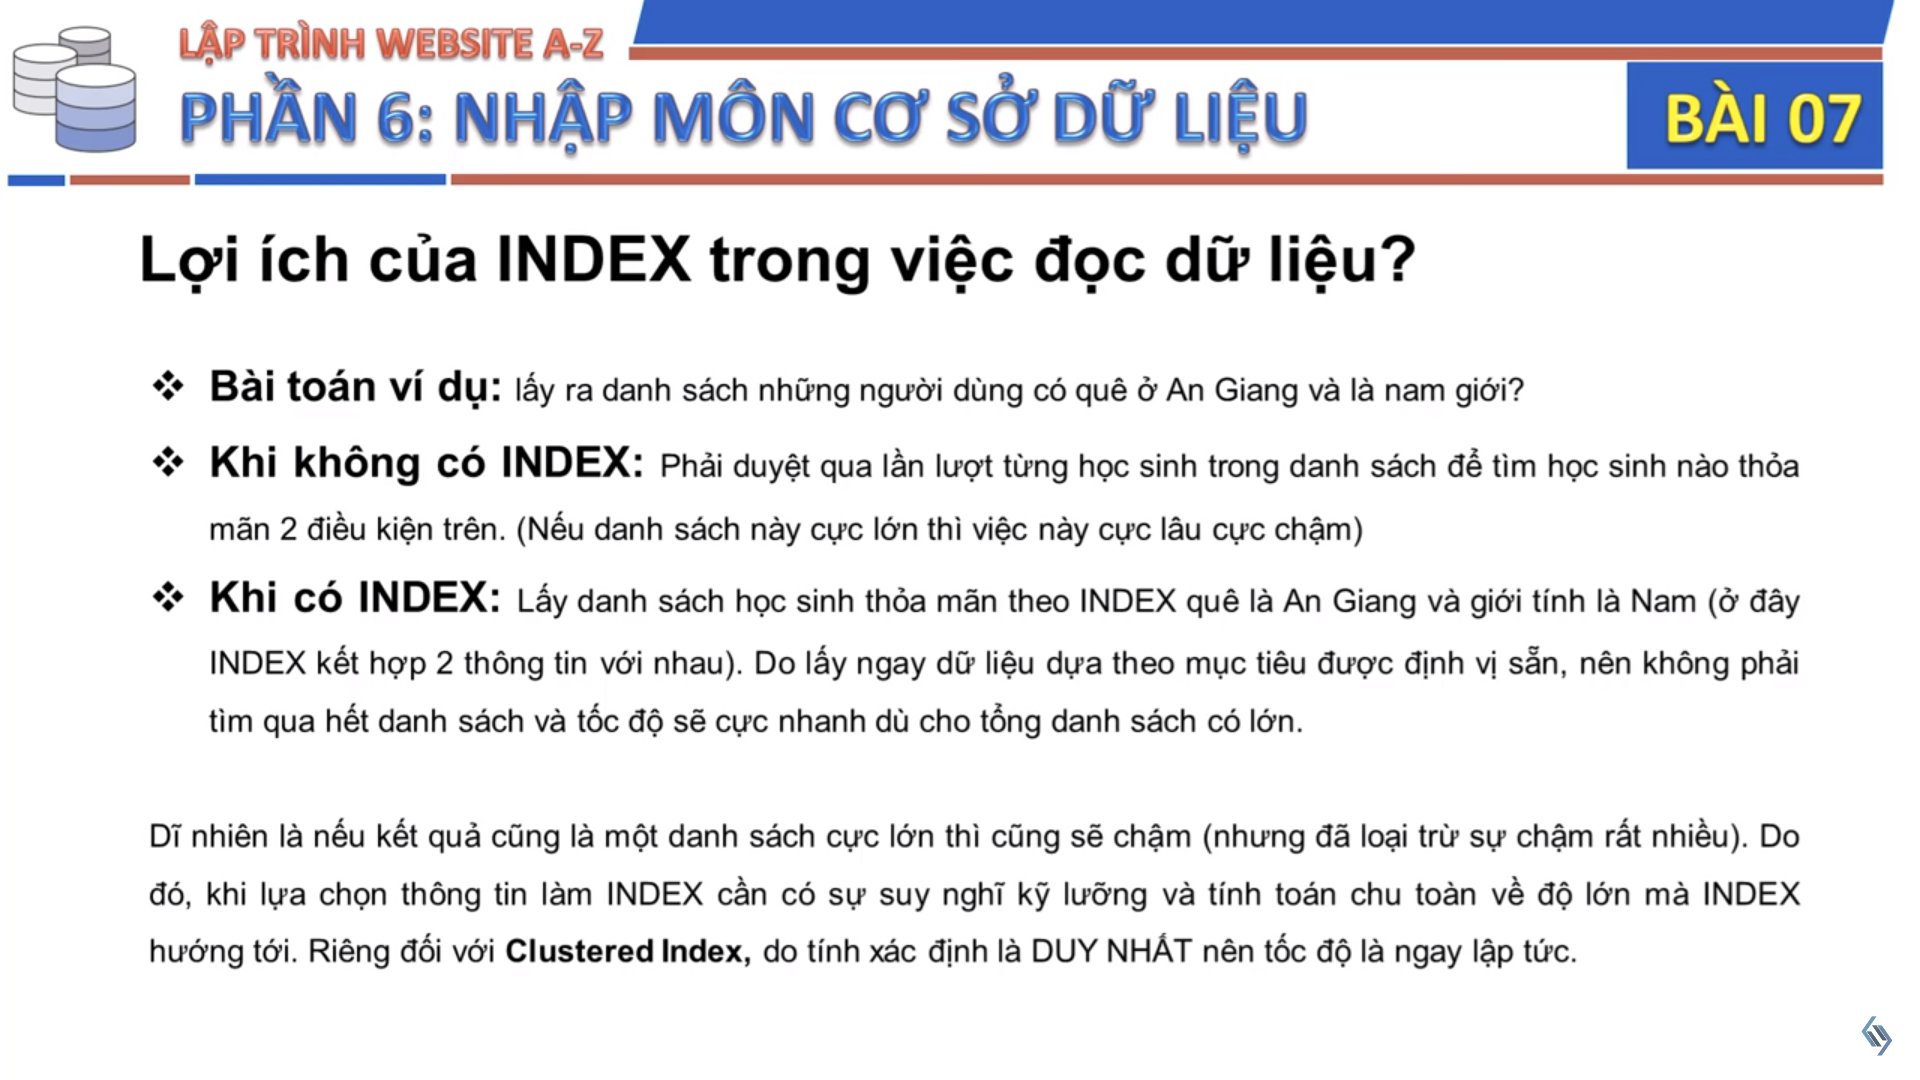 LẬP TRÌNH WEBSITE A-Z
PHẦN 6: NHẬP MÔN CƠ SỞ DỮ LIỆU
BÀI 07
Lợi ích của INDEX trong việc đọc dữ liệu?
❖ Bài toán ví dụ: lấy ra danh sách những người dùng có quê ở An Giang và là nam giới?
❖ Khi không có INDEX: Phải duyệt qua lần lượt từng học sinh trong danh sách để tìm học sinh nào thỏa
mãn 2 điều kiện trên. (Nếu danh sách này cực lớn thì việc này cực lâu cực chậm)
❖ Khi có INDEX: Lấy danh sách học sinh thỏa mãn theo INDEX quê là An Giang và giới tính là Nam (ở đây
INDEX kết hợp 2 thông tin với nhau). Do lấy ngay dữ liệu dựa theo mục tiêu được định vị sẵn, nên không phải
tìm qua hết danh sách và tốc độ sẽ cực nhanh dù cho tổng danh sách có lớn.
Dĩ nhiên là nếu kết quả cũng là một danh sách cực lớn thì cũng sẽ chậm (nhưng đã loại trừ sự chậm rất nhiều). Do
đó, khi lựa chọn thông tin làm INDEX cần có sự suy nghĩ kỹ lưỡng và tính toán chu toàn về độ lớn mà INDEX
hướng tới. Riêng đối với Clustered Index, do tính xác định là DUY NHẤT nên tốc độ là ngay lập tức.